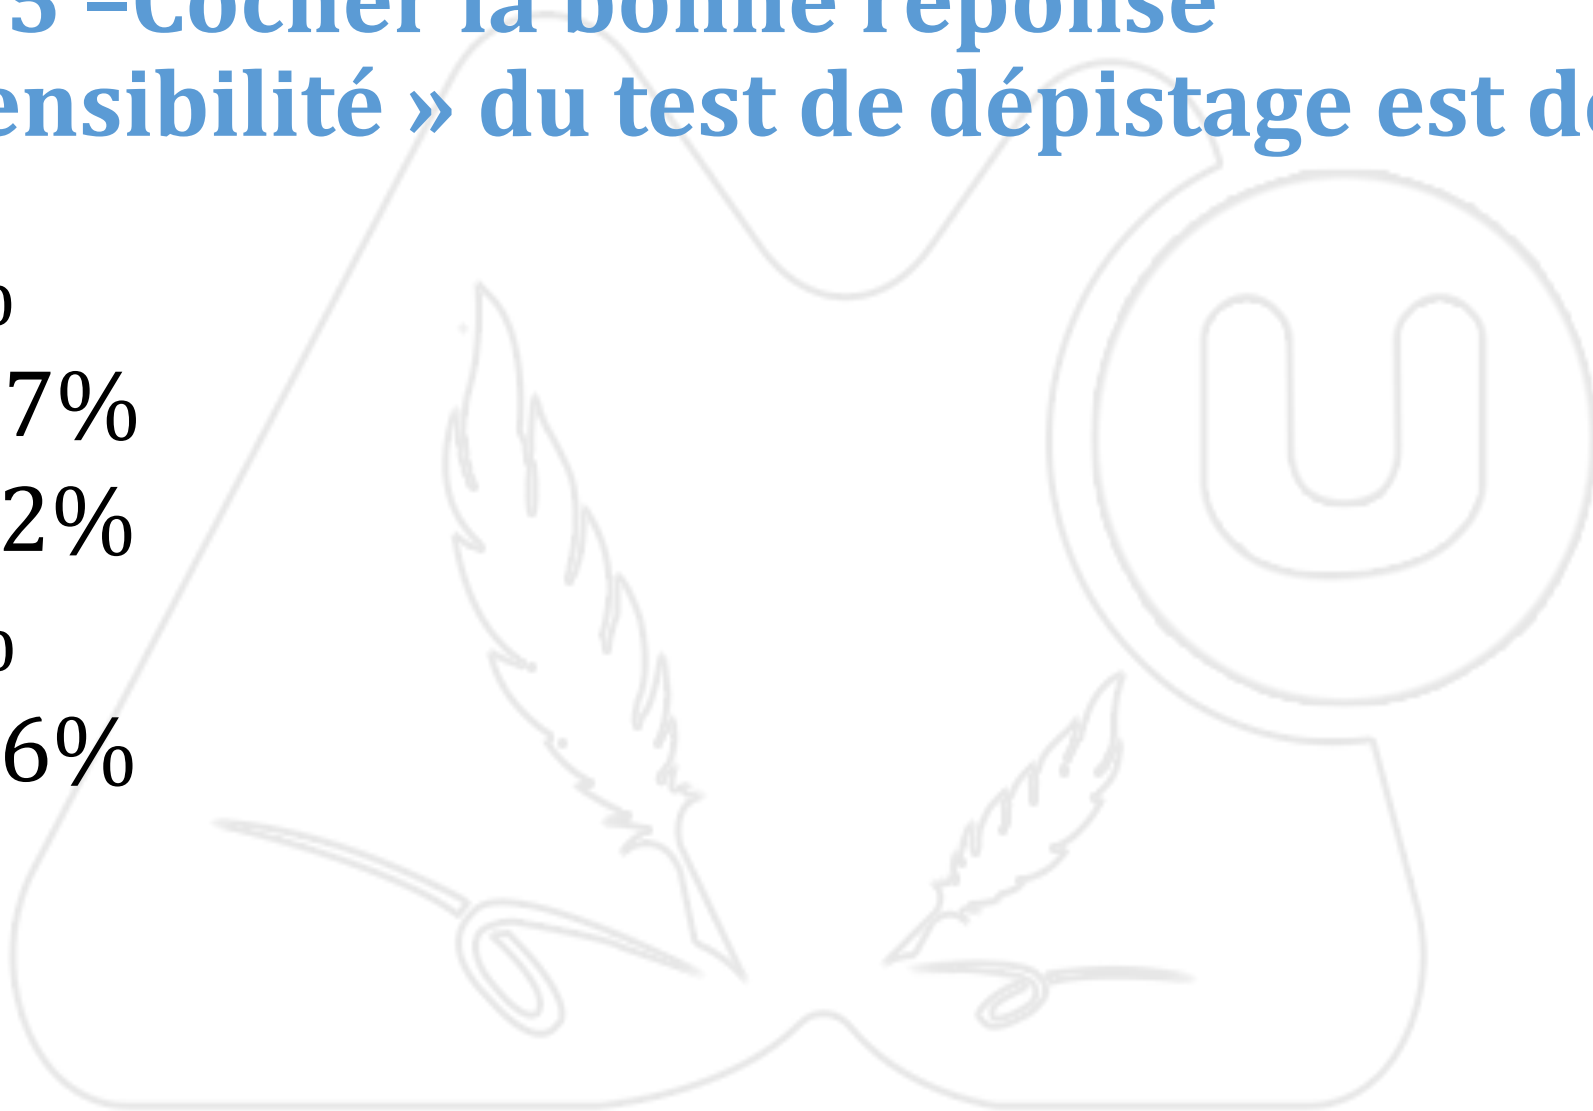 5 –Cocher la bonne réponse
ensibilité » du test de dépistage est de
%
7%
2%
%
6%
U